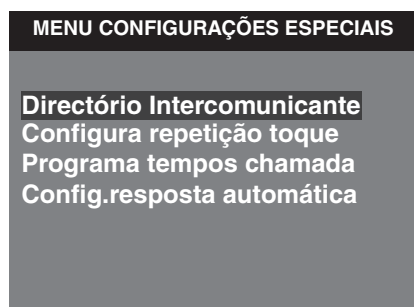 MENU CONFIGURAÇÕES ESPECIAIS
Directório Intercomunicante
Configura repetição toque
Programa tempos chamada
Config.resposta automática